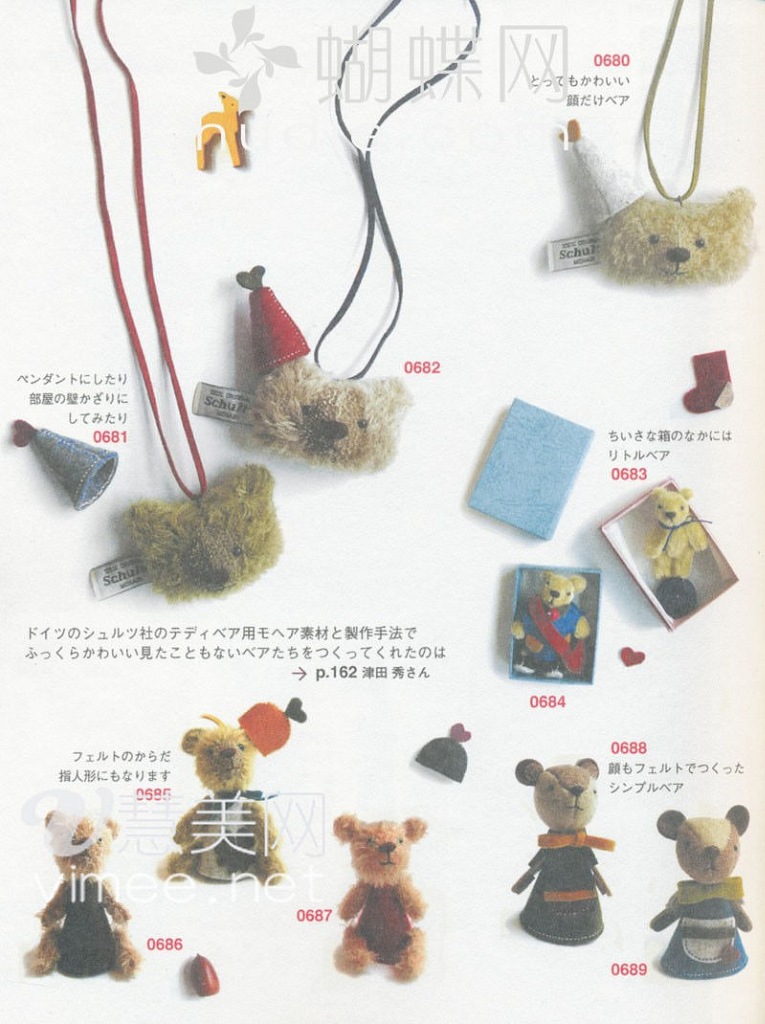 蝴蝶网
0680
とってもかわいい
顔だけベア
Schul
0682
Schul
ペンダントにしたり
部屋の壁かざりに
してみたり
0681
ちいさな箱のなかには
リトルベア
0683
Schu
ドイツのシュルツ社のテディベア用モヘア素材と製作手法で
ふっくらかわいい見たこともないベアたちをつくってくれたのは
→ p.162 津田 秀さん
0684
フェルトのからだ
指人形にもなります
0685
0688
顔もフェルトでつくった
シンプルベア
慧美网
vimee.net
0687
0686
0689